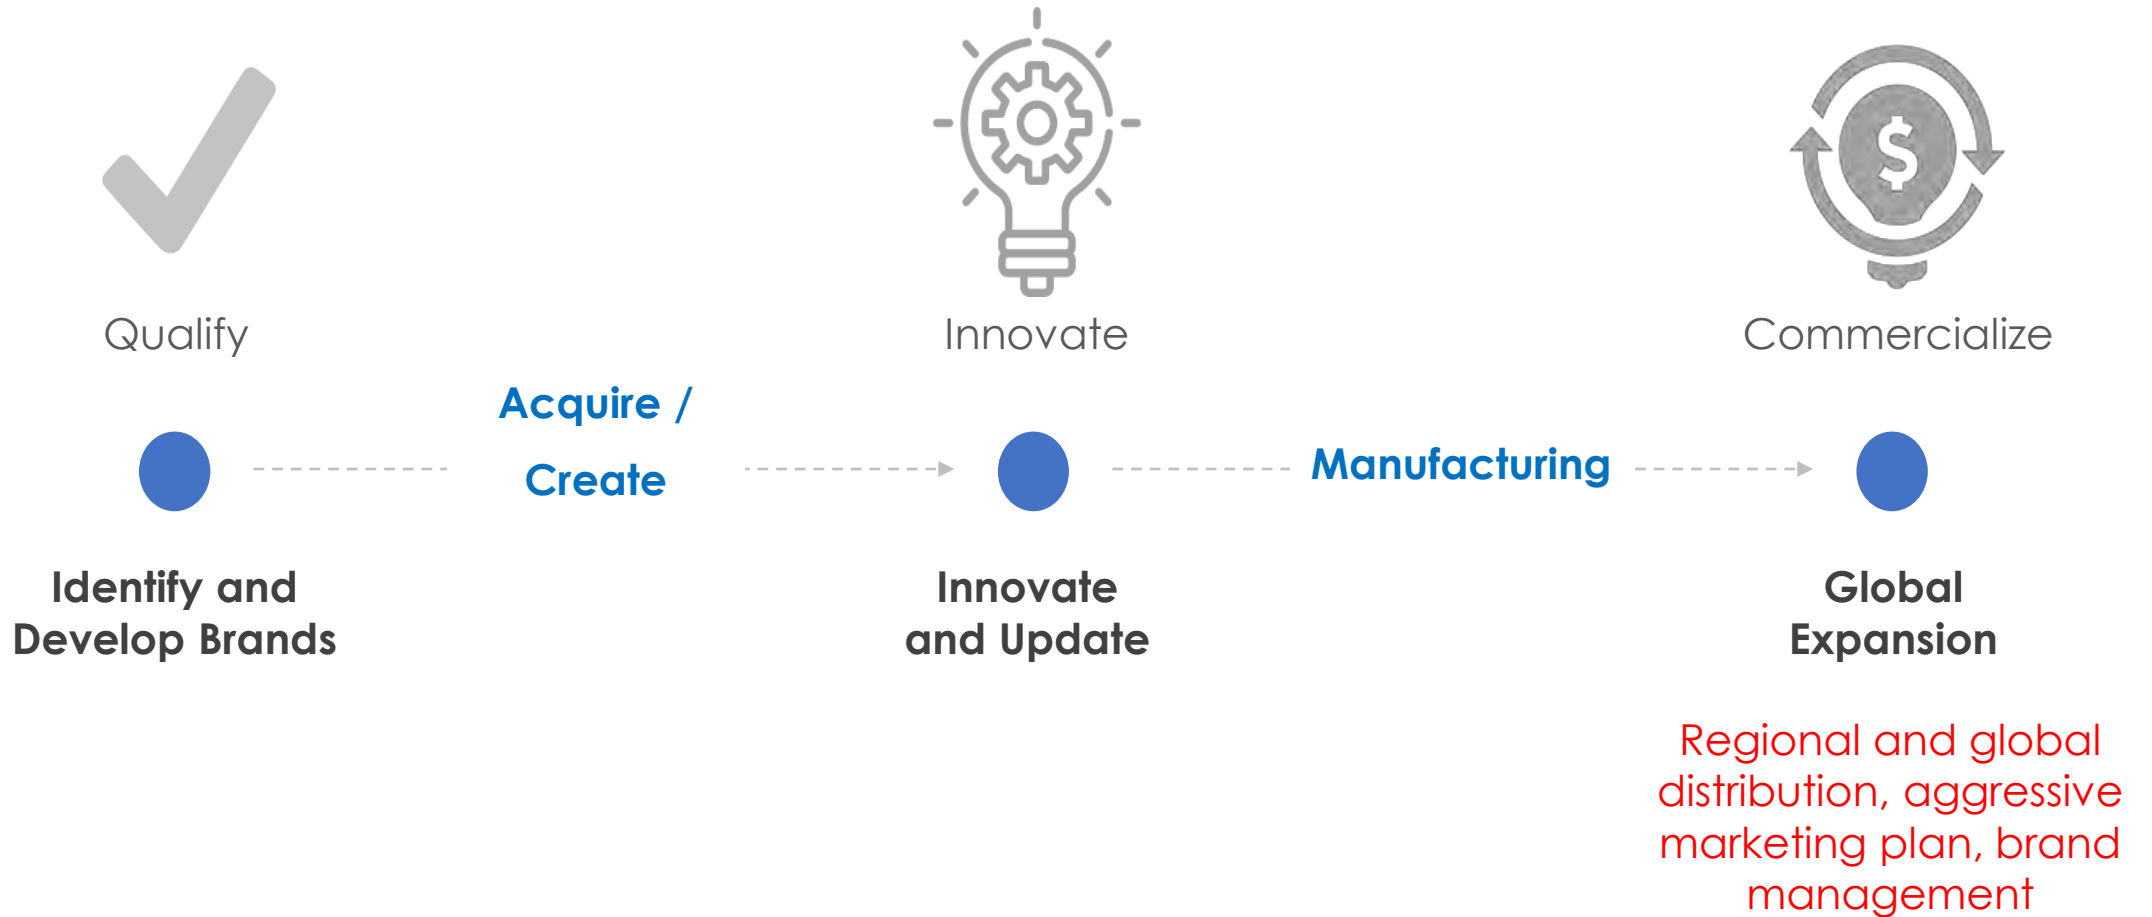 $
Qualify
Innovate
Commercialize
Acquire /
Create
Manufacturing
Identify and
Develop Brands
Innovate
and Update
Global
Expansion
Regional and global
distribution, aggressive
marketing plan, brand
management